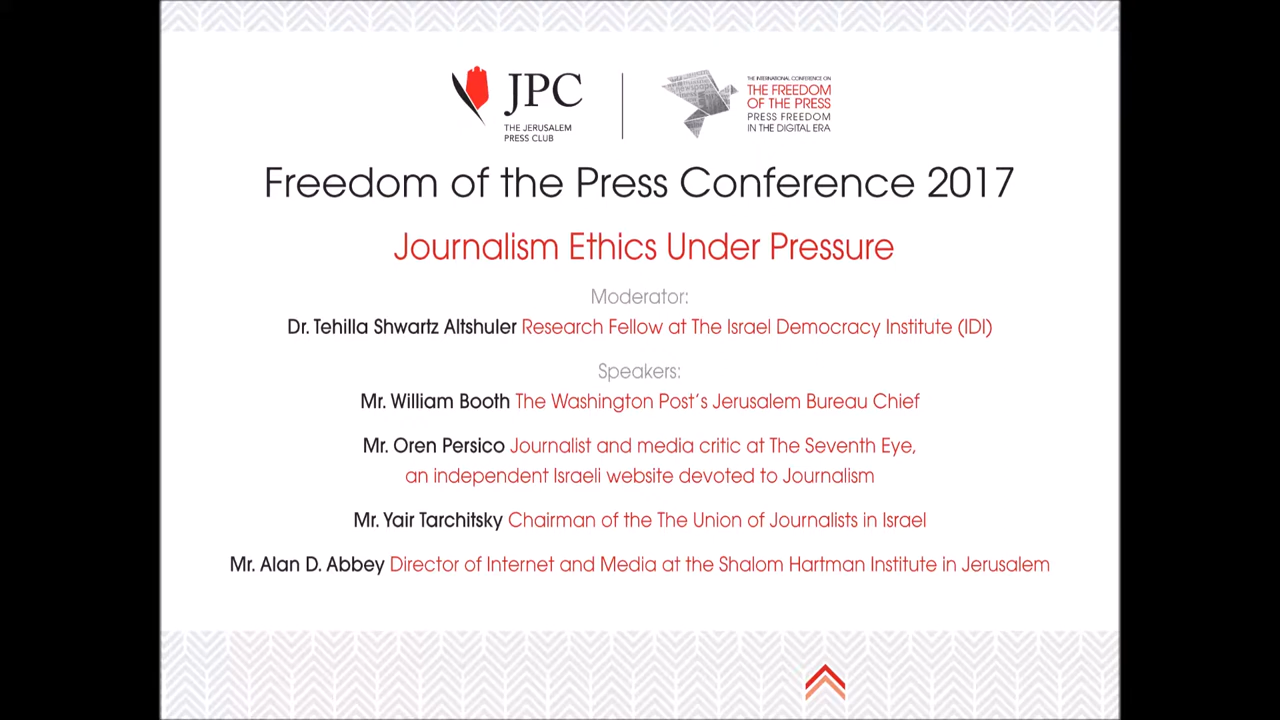 JPC
THE JERUSALEM
PRESS CLUB
THE INTERNATIONAL CONFERENCE ON
THE FREEDOM
OF THE PRESS
PRESS FREEDOM
IN THE DIGITAL ERA
Freedom of the Press Conference 2017
Journalism Ethics Under Pressure
Moderator:
Dr. Tehilla Shwartz Altshuler Research Fellow at The Israel Democracy Institute (IDI)
Speakers:
Mr. William Booth The Washington Post's Jerusalem Bureau Chief
Mr. Oren Persico Journalist and media critic at The Seventh Eye,
an independent Israeli website devoted to Journalism
Mr. Yair Tarchitsky Chairman of the The Union of Journalists in Israel
Mr. Alan D. Abbey Director of Internet and Media at the Shalom Hartman Institute in Jerusalem